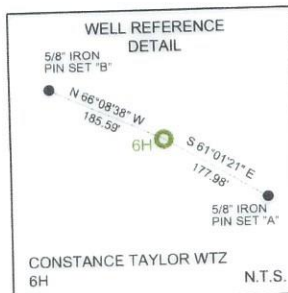 WELL REFERENCE
DETAIL
5/8" IRON
PIN SET "B"
N 66°08'38" W
185.59'
6H
S 61°01'21" E
177.98'
5/8" IRON
PIN SET "A"
CONSTANCE TAYLOR WTZ
6H
N.T.S.